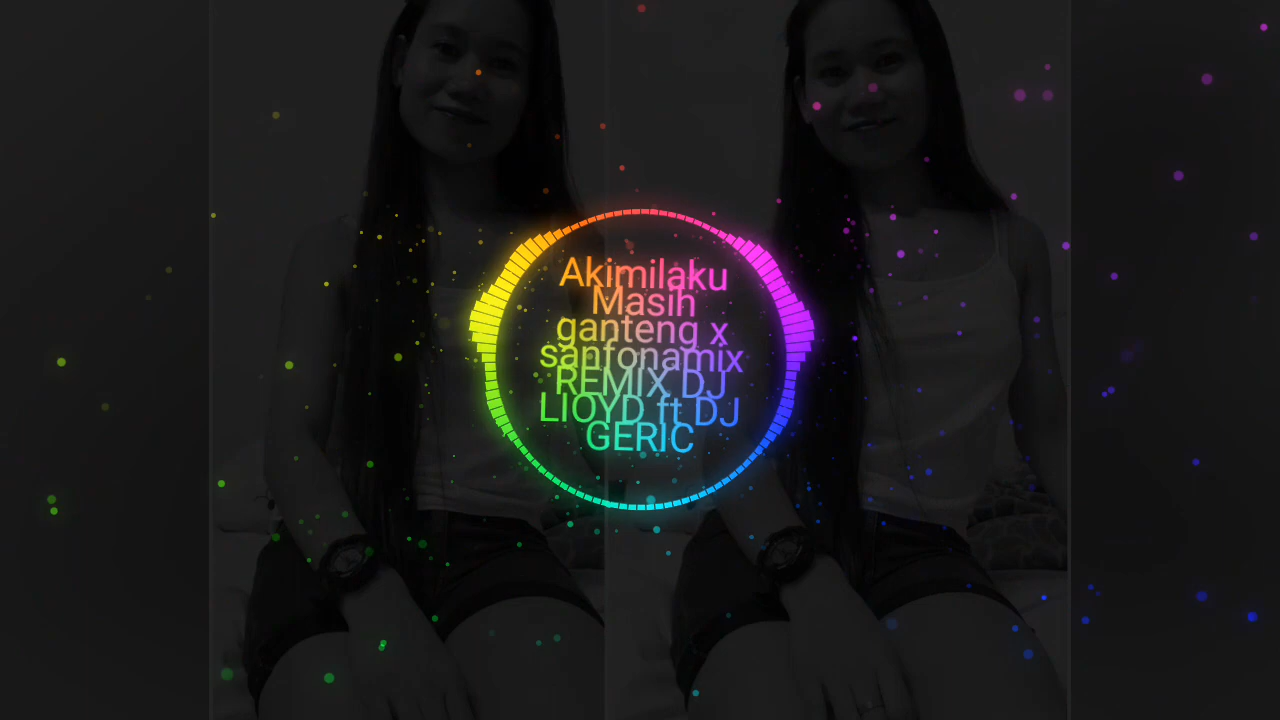 Akimilaku
Masih
ganteng x
sanfonamix
REMIX DJ
LIOYD ft DJ
GERIC